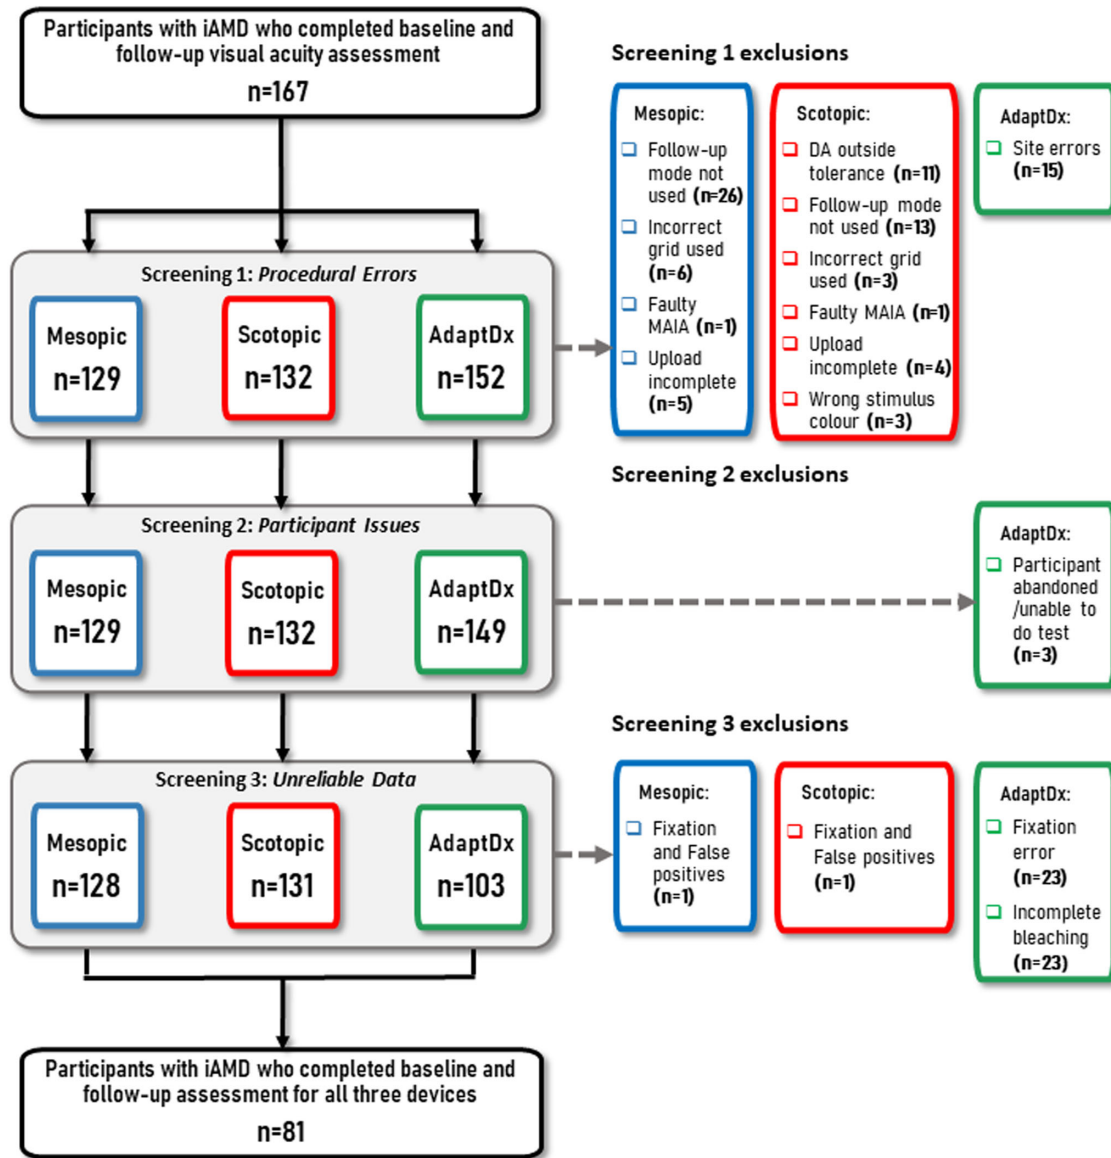 Participants with iAMD who completed baseline and
follow-up visual acuity assessment
n=167
Screening 1 exclusions
Mesopic:
Follow-up
mode not
used (n=26)
Incorrect
grid used
(n=6)
Faulty
MAIA (n=1)
Upload
incomplete
(n=5)
Scotopic:
DA outside
tolerance (n=11)
Follow-up mode
not used (n=13)
Incorrect grid
used (n=3)
Faulty MAIA (n=1)
Upload
incomplete (n=4)
Wrong stimulus
colour (n=3)
AdaptDx:
Site errors
(n=15)
Screening 1: Procedural Errors
Mesopic
n=129
Scotopic
n=132
AdaptDx
n=152
Screening 2 exclusions
AdaptDx:
Participant
abandoned
/unable to
do test
(n=3)
Screening 2: Participant Issues
Mesopic
n=129
Scotopic
n=132
AdaptDx
n=149
Screening 3 exclusions
Mesopic:
Fixation
and False
positives
(n=1)
Scotopic:
Fixation and
False positives
(n=1)
AdaptDx:
Fixation
error
(n=23)
Incomplete
bleaching
(n=23)
Screening 3: Unreliable Data
Mesopic
n=128
Scotopic
n=131
AdaptDx
n=103
Participants with iAMD who completed baseline and
follow-up assessment for all three devices
n=81